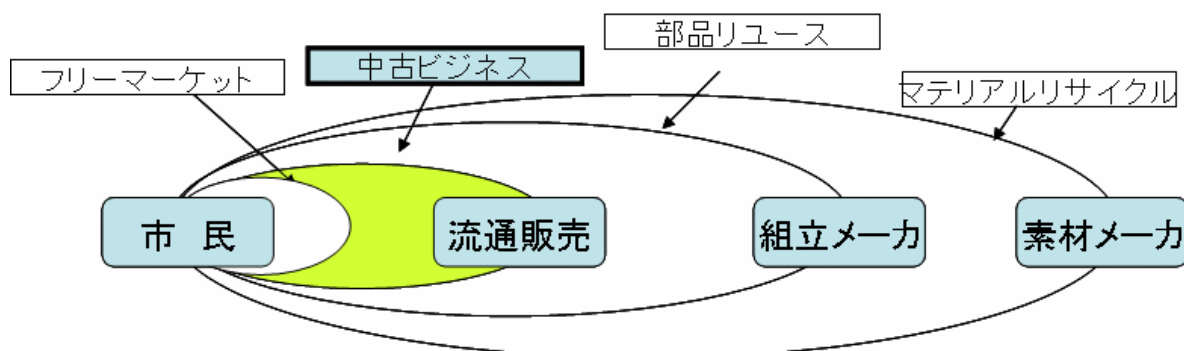 部品リユース
中古ビジネス
フリーマーケット
マテリアルリサイクル
市 民
流通販売
組立メーカ
素材メーカ